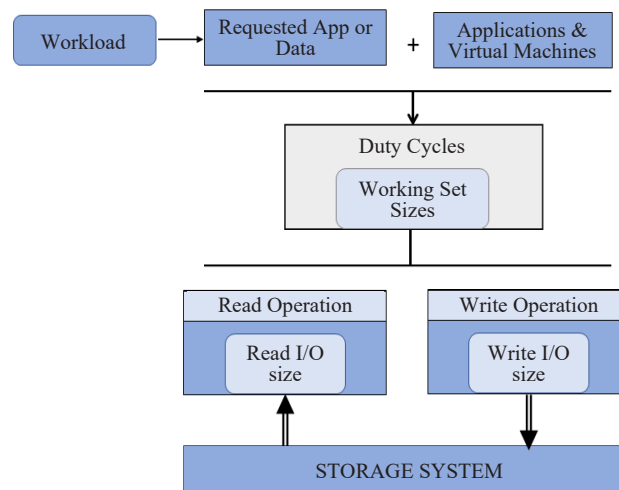 Workload
Requested App or
Data
+
Applications &
Virtual Machines
Duty Cycles
Working Set
Sizes
Read Operation
Write Operation
Read I/O
size
Write I/O
size
STORAGE SYSTEM